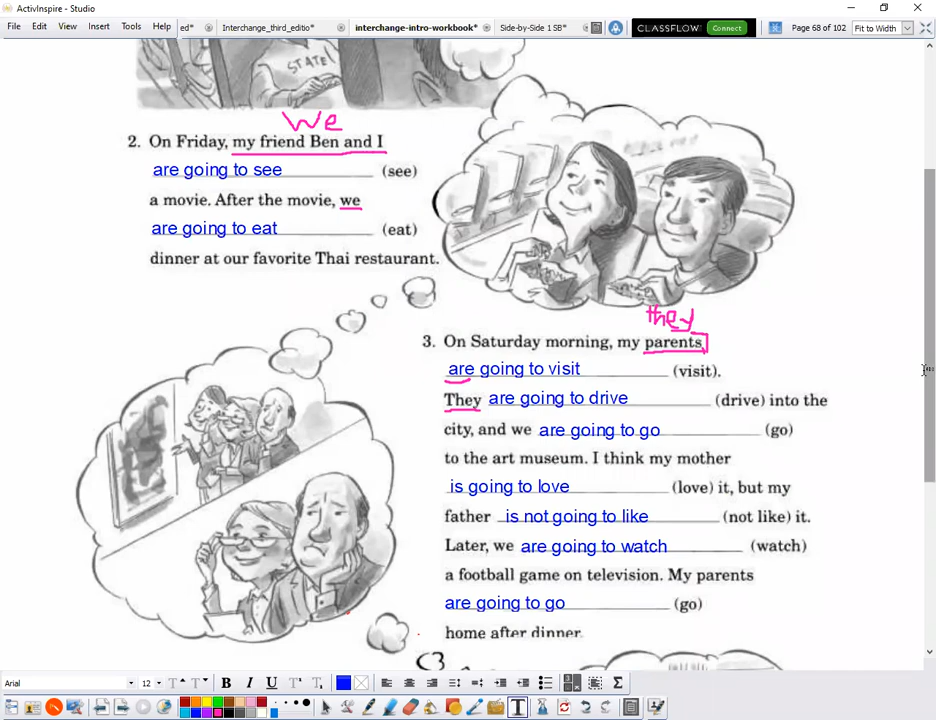 ActivInspire - Studio
File Edit View Insert Tools Help ed* Interchange_third_editio* interchange-intro-workbook* Side-by-Side 1 SB* CLASSFLOW Connect Page 68 of 102 Fit to Width
STATE
We
2. On Friday, my friend Ben and I
are going to see (see)
a movie. After the movie, we
are going to eat (eat)
dinner at our favorite Thai restaurant.
they
3. On Saturday morning, my parents
are going to visit (visit).
They are going to drive (drive) into the
city, and we are going to go (go)
to the art museum. I think my mother
is going to love (love) it, but my
father is not going to like (not like) it.
Later, we are going to watch (watch)
a football game on television. My parents
are going to go (go)
home after dinner.
Arial 12 B I U